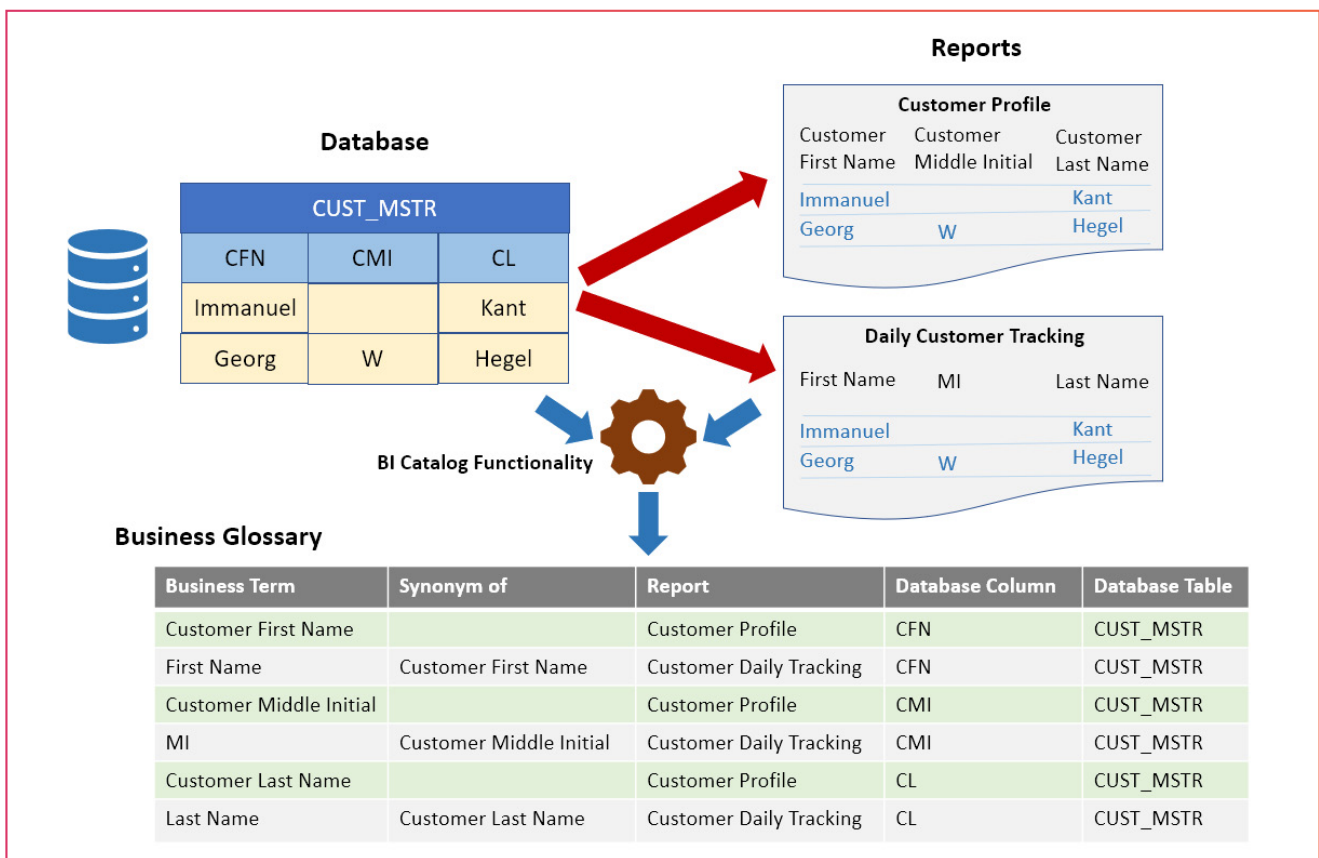 Reports
Customer Profile
Customer Customer Customer
First Name Middle Initial Last Name
Immanuel Kant
Georg W Hegel
Database
CUST_MSTR
CFN CMI CL
Immanuel Kant
Georg W Hegel
Daily Customer Tracking
First Name MI Last Name
Immanuel Kant
Georg W Hegel
BI Catalog Functionality
Business Glossary
Business Term Synonym of Report Database Column Database Table
Customer First Name Customer Profile CFN CUST_MSTR
First Name Customer First Name Customer Daily Tracking CFN CUST_MSTR
Customer Middle Initial Customer Profile CMI CUST_MSTR
MI Customer Middle Initial Customer Daily Tracking CMI CUST_MSTR
Customer Last Name Customer Profile CL CUST_MSTR
Last Name Customer Last Name Customer Daily Tracking CL CUST_MSTR